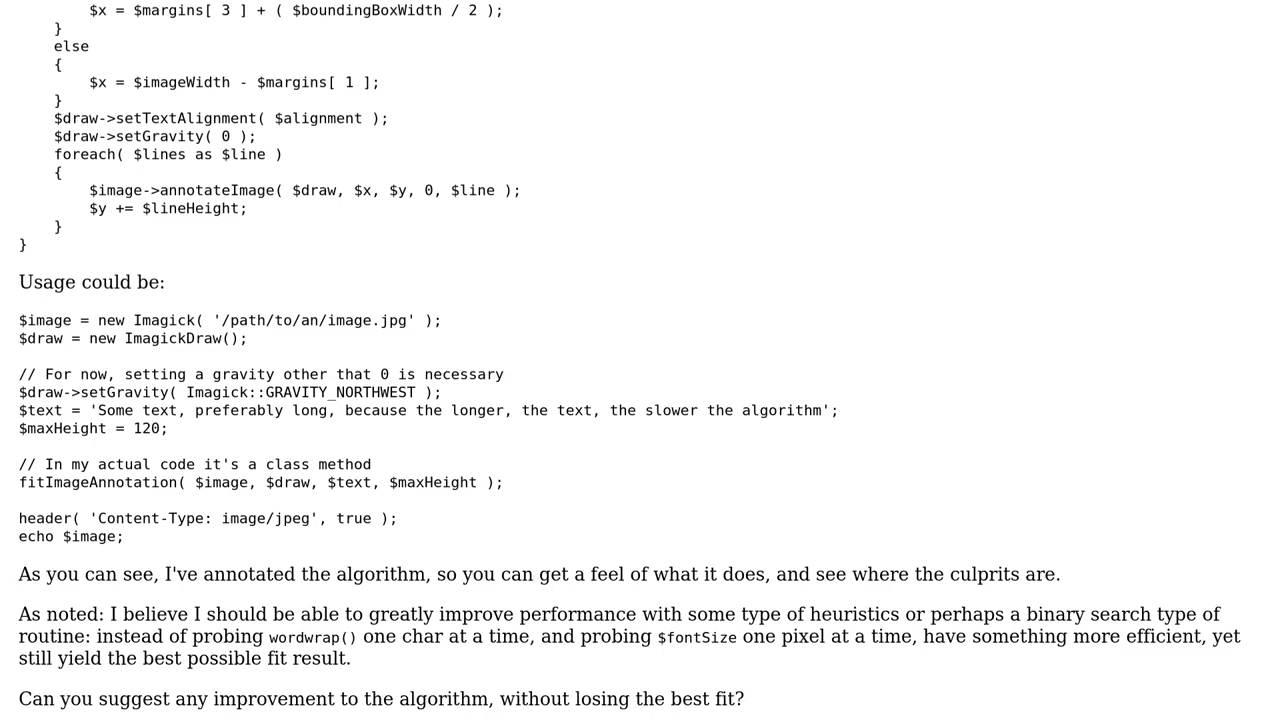 $x = $margins[ 3 ] + ( $boundingBoxWidth / 2 );
    }
    else
    {
        $x = $imageWidth - $margins[ 1 ];
    }
    $draw->setTextAlignment( $alignment );
    $draw->setGravity( 0 );
    foreach( $lines as $line )
    {
        $image->annotateImage( $draw, $x, $y, 0, $line );
        $y += $lineHeight;
    }
}
Usage could be:
$image = new Imagick( '/path/to/an/image.jpg' );
$draw = new ImagickDraw();
// For now, setting a gravity other that 0 is necessary
$draw->setGravity( Imagick::GRAVITY_NORTHWEST );
$text = 'Some text, preferably long, because the longer, the text, the slower the algorithm';
$maxHeight = 120;
// In my actual code it's a class method
fitImageAnnotation( $image, $draw, $text, $maxHeight );
header( 'Content-Type: image/jpeg', true );
echo $image;
As you can see, I've annotated the algorithm, so you can get a feel of what it does, and see where the culprits are.
As noted: I believe I should be able to greatly improve performance with some type of heuristics or perhaps a binary search type of
routine: instead of probing wordwrap() one char at a time, and probing $fontSize one pixel at a time, have something more efficient, yet
still yield the best possible fit result.
Can you suggest any improvement to the algorithm, without losing the best fit?